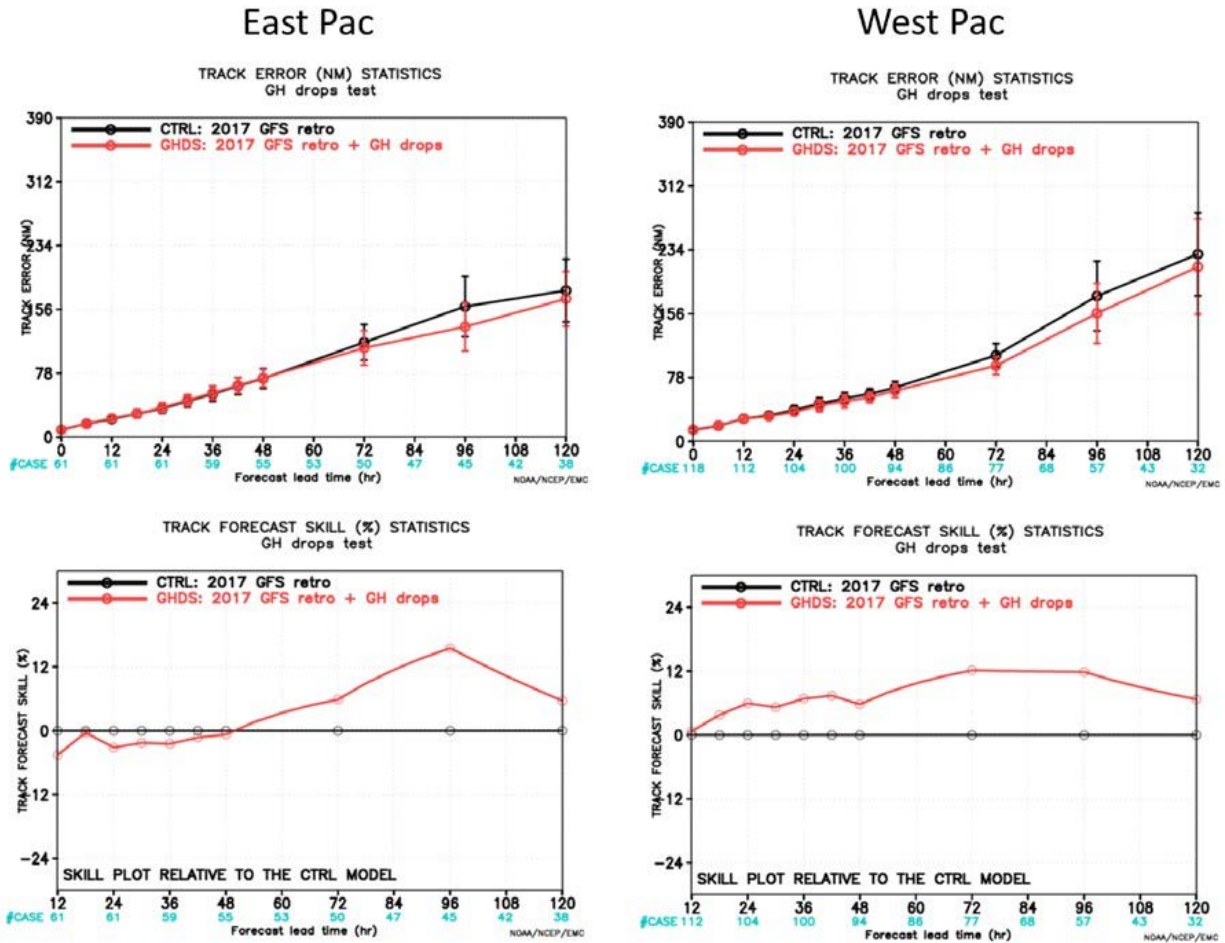 East Pac
TRACK ERROR (NM) STATISTICS
GH drops test
CTRL: 2017 GFS retro
GHDS: 2017 GFS retro + GH drops
TRACK ERROR (NM)
390
312
234
156
78
0
0 12 24 36 48 60 72 84 96 108 120
#CASE 61 61 61 59 55 53 50 47 45 42 38
Forecast lead time (hr)
NOAA/NCEP/EMC
West Pac
TRACK ERROR (NM) STATISTICS
GH drops test
CTRL: 2017 GFS retro
GHDS: 2017 GFS retro + GH drops
TRACK ERROR (NM)
390
312
234
156
78
0
0 12 24 36 48 60 72 84 96 108 120
#CASE 118 112 104 100 94 86 77 68 57 43 32
Forecast lead time (hr)
NOAA/NCEP/EMC
TRACK FORECAST SKILL (%) STATISTICS
GH drops test
CTRL: 2017 GFS retro
GHDS: 2017 GFS retro + GH drops
TRACK FORECAST SKILL (%)
24
12
0
-12
-24
SKILL PLOT RELATIVE TO THE CTRL MODEL
12 24 36 48 60 72 84 96 108 120
#CASE 61 61 59 55 53 50 47 45 42 38
Forecast lead time (hr)
NOAA/NCEP/EMC
TRACK FORECAST SKILL (%) STATISTICS
GH drops test
CTRL: 2017 GFS retro
GHDS: 2017 GFS retro + GH drops
TRACK FORECAST SKILL (%)
24
12
0
-12
-24
SKILL PLOT RELATIVE TO THE CTRL MODEL
12 24 36 48 60 72 84 96 108 120
#CASE 112 104 100 94 86 77 68 57 43 32
Forecast lead time (hr)
NOAA/NCEP/EMC